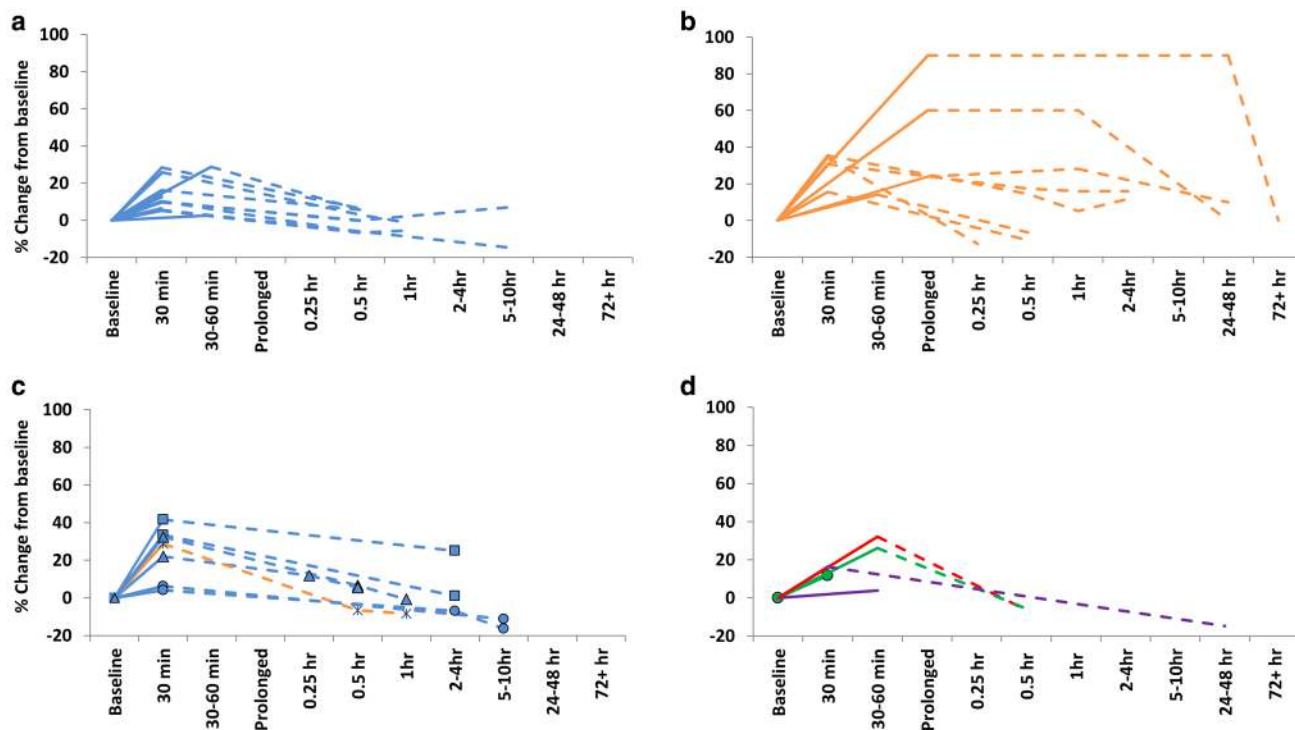 a
% Change from baseline
100
80
60
40
20
0
-20
Baseline
30 min
30-60 min
Prolonged
0.25 hr
0.5 hr
1hr
2-4hr
5-10hr
24-48 hr
72+ hr
b
100
80
60
40
20
0
-20
Baseline
30 min
30-60 min
Prolonged
0.25 hr
0.5 hr
1hr
2-4hr
5-10hr
24-48 hr
72+ hr
c
% Change from baseline
100
80
60
40
20
0
-20
Baseline
30 min
30-60 min
Prolonged
0.25 hr
0.5 hr
1hr
2-4hr
5-10hr
24-48 hr
72+ hr
d
100
80
60
40
20
0
-20
Baseline
30 min
30-60 min
Prolonged
0.25 hr
0.5 hr
1hr
2-4hr
5-10hr
24-48 hr
72+ hr